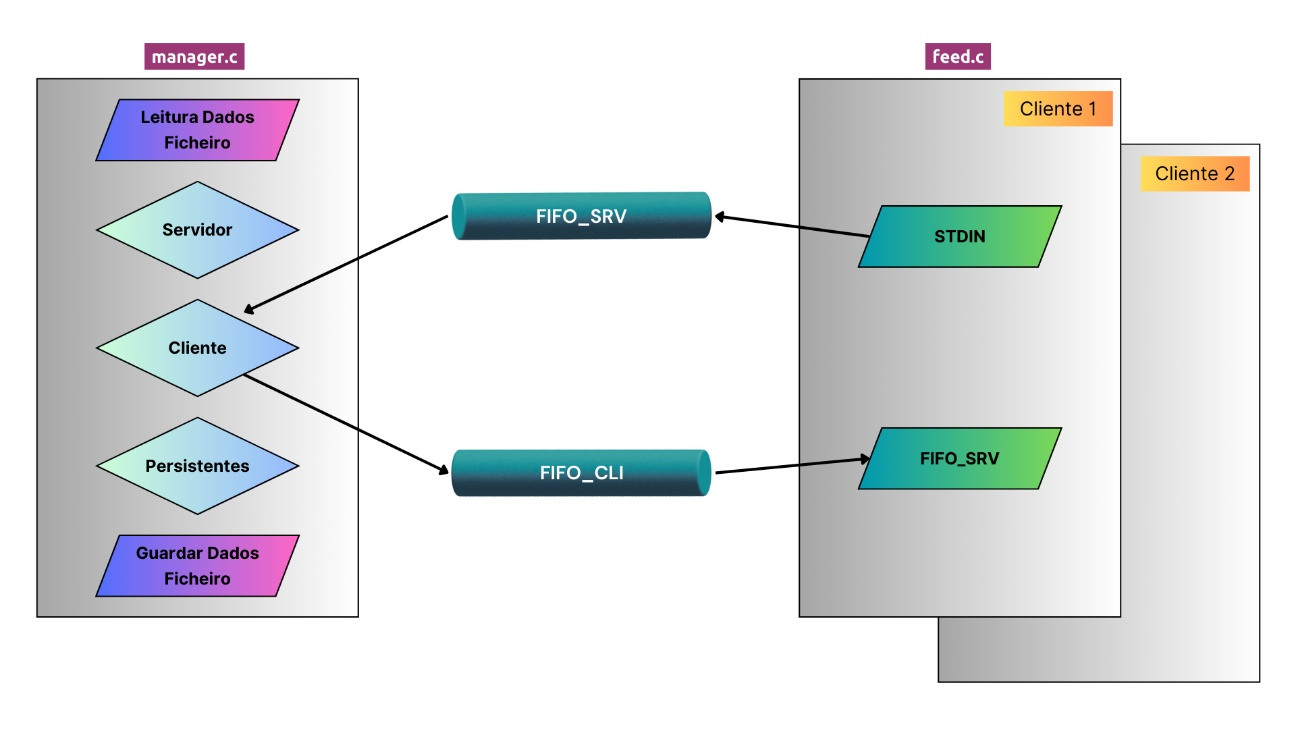 manager.c
Leitura Dados
Ficheiro
Servidor
Cliente
Persistentes
Guardar Dados
Ficheiro
FIFO_SRV
FIFO_CLI
feed.c
Cliente 1
STDIN
FIFO_SRV
Cliente 2